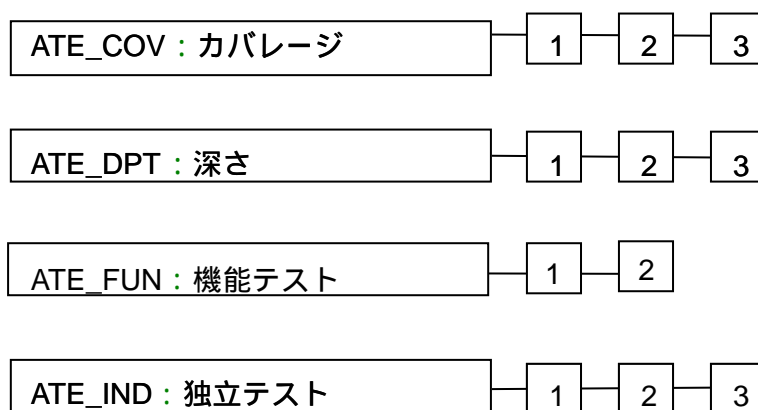 ATE_COV：カバレージ 1 2 3
ATE_DPT：深さ 1 2 3
ATE_FUN：機能テスト 1 2
ATE_IND：独立テスト 1 2 3